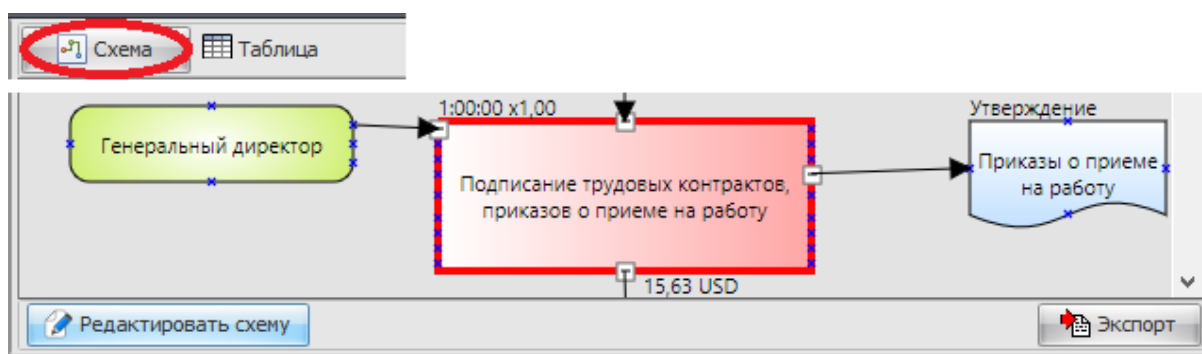 Схема Таблица
1:00:00 x1,00
Утверждение
Генеральный директор
Подписание трудовых контрактов,
приказов о приеме на работу
Приказы о приеме
на работу
15,63 USD
Редактировать схему Экспорт